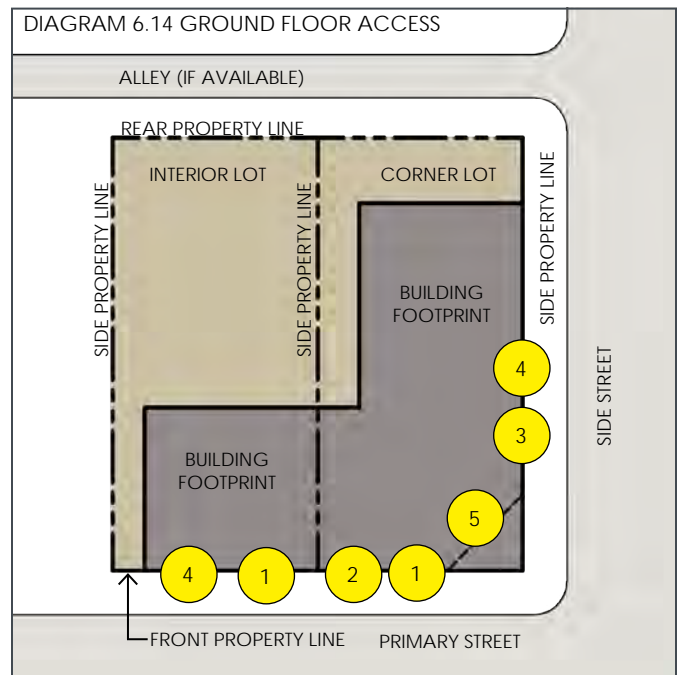 DIAGRAM 6.14 GROUND FLOOR ACCESS
ALLEY (IF AVAILABLE)
REAR PROPERTY LINE
INTERIOR LOT
CORNER LOT
SIDE PROPERTY LINE
SIDE PROPERTY LINE
SIDE PROPERTY LINE
BUILDING
FOOTPRINT
4
3
SIDE STREET
BUILDING
FOOTPRINT
5
4
1
2
1
FRONT PROPERTY LINE
PRIMARY STREET